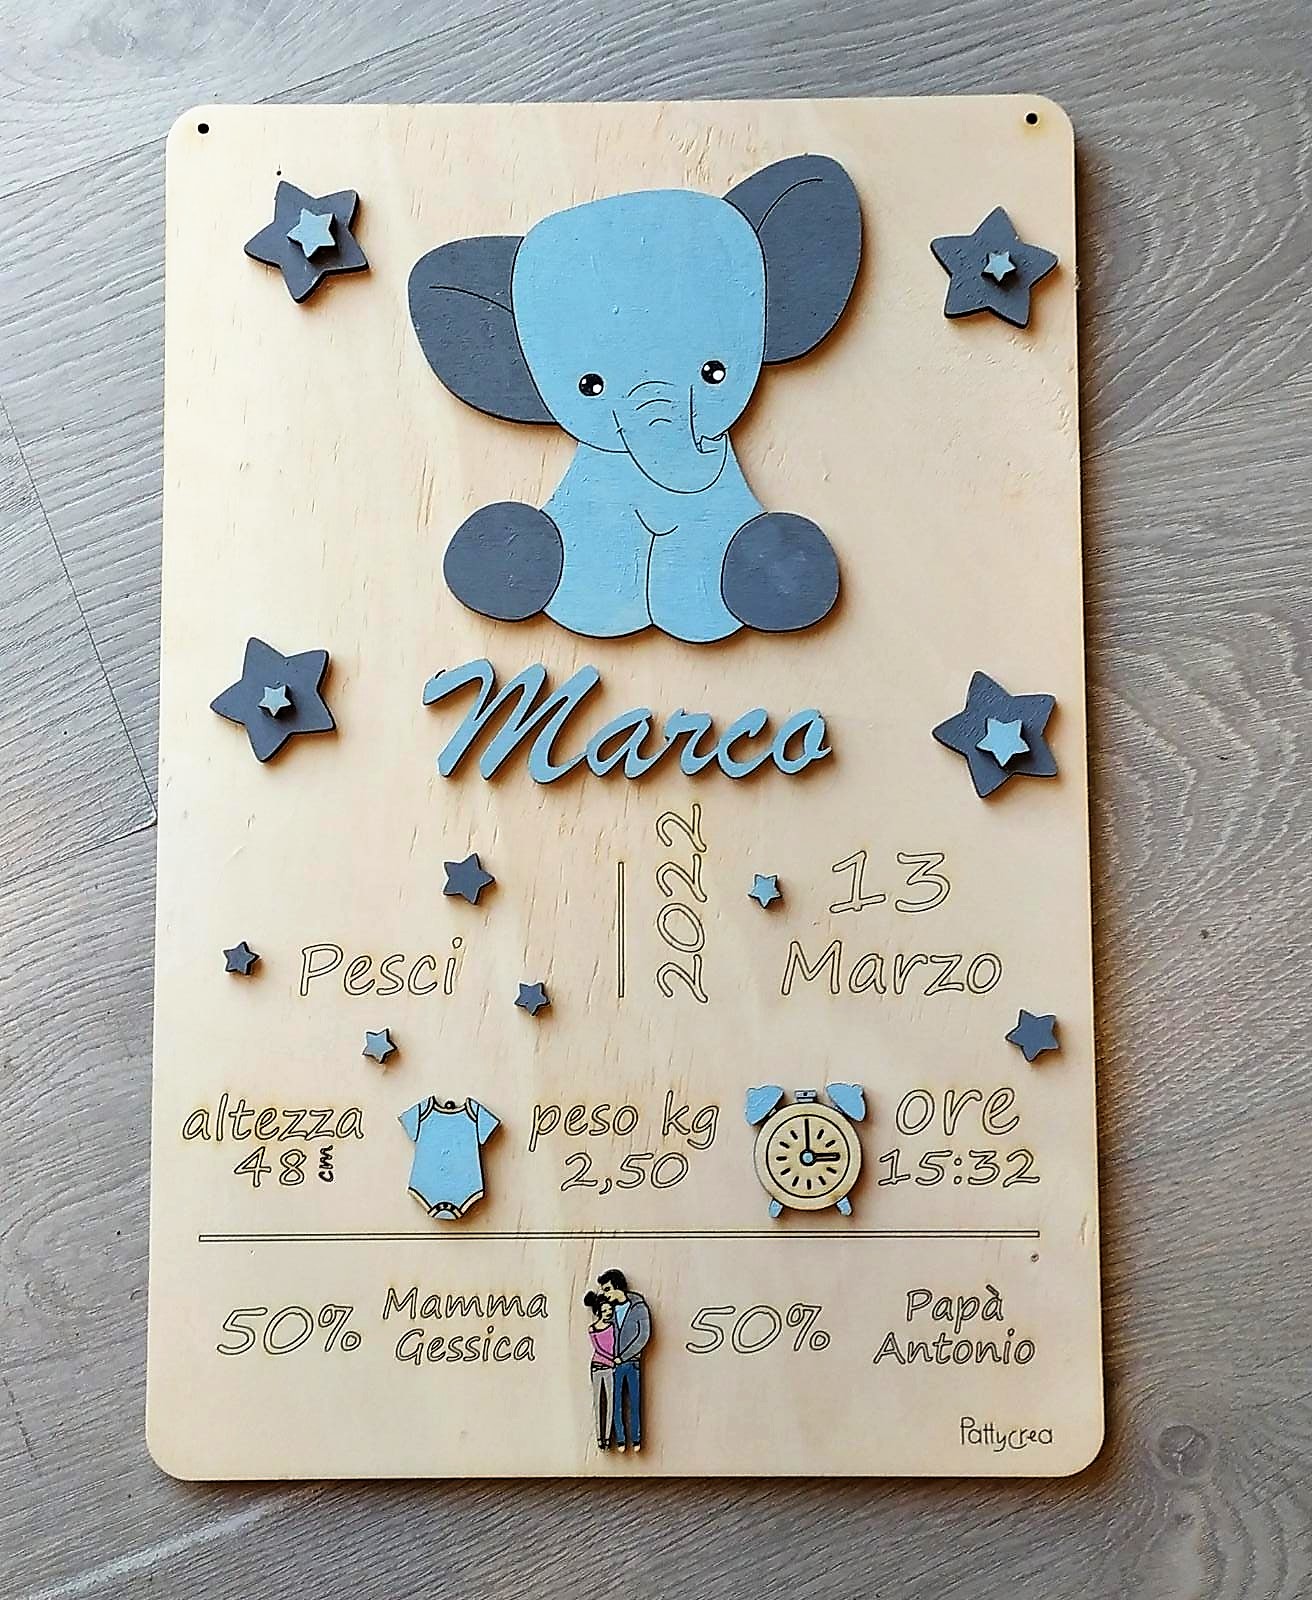 Marco
Pesci
2022
13
Marzo
altezza
48 cm
peso kg
2,50
ore
15:32
50%
Mamma
Gessica
50%
Papà
Antonio
Pattycrea